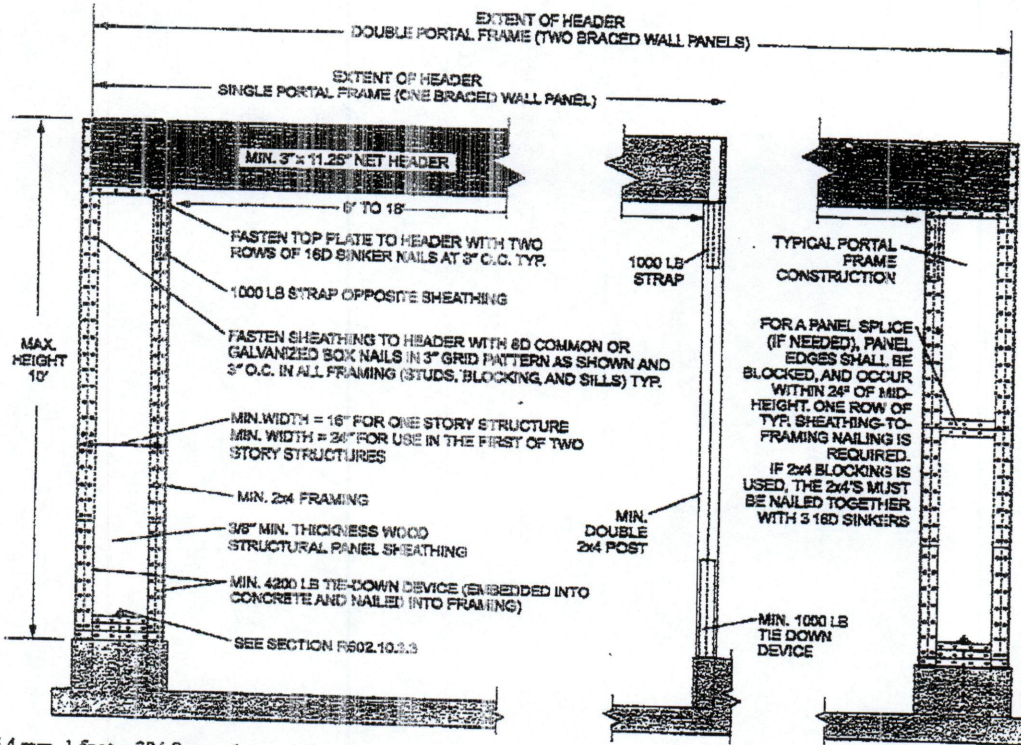 EXTENT OF HEADER
DOUBLE PORTAL FRAME (TWO BRACED WALL PANELS)
EXTENT OF HEADER
SINGLE PORTAL FRAME (ONE BRACED WALL PANEL)
MIN. 3" x 11.25" NET HEADER
6' TO 18'
FASTEN TOP PLATE TO HEADER WITH TWO
ROWS OF 16D SINKER NAILS AT 3" O.C. TYP.
1000 LB STRAP OPPOSITE SHEATHING
FASTEN SHEATHING TO HEADER WITH 8D COMMON OR
GALVANIZED BOX NAILS IN 3" GRID PATTERN AS SHOWN AND
3" O.C. IN ALL FRAMING (STUDS, BLOCKING, AND SILLS) TYP.
MAX.
HEIGHT
10'
MIN. WIDTH = 16" FOR ONE STORY STRUCTURE
MIN. WIDTH = 24" FOR USE IN THE FIRST OF TWO
STORY STRUCTURES
MIN. 2x4 FRAMING
3/8" MIN. THICKNESS WOOD
STRUCTURAL PANEL SHEATHING
MIN. 4200 LB TIE-DOWN DEVICE (EMBEDDED INTO
CONCRETE AND NAILED INTO FRAMING)
SEE SECTION R602.10.3.3
1000 LB
STRAP
MIN.
DOUBLE
2x4 POST
MIN. 1000 LB
TIE DOWN
DEVICE
TYPICAL PORTAL
FRAME
CONSTRUCTION
FOR A PANEL SPLICE
(IF NEEDED), PANEL
EDGES SHALL BE
BLOCKED, AND OCCUR
WITHIN 24" OF MID-
HEIGHT. ONE ROW OF
TYP. SHEATHING-TO-
FRAMING NAILING IS
REQUIRED.
IF 2x4 BLOCKING IS
USED, THE 2x4'S MUST
BE NAILED TOGETHER
WITH 3 16D SINKERS